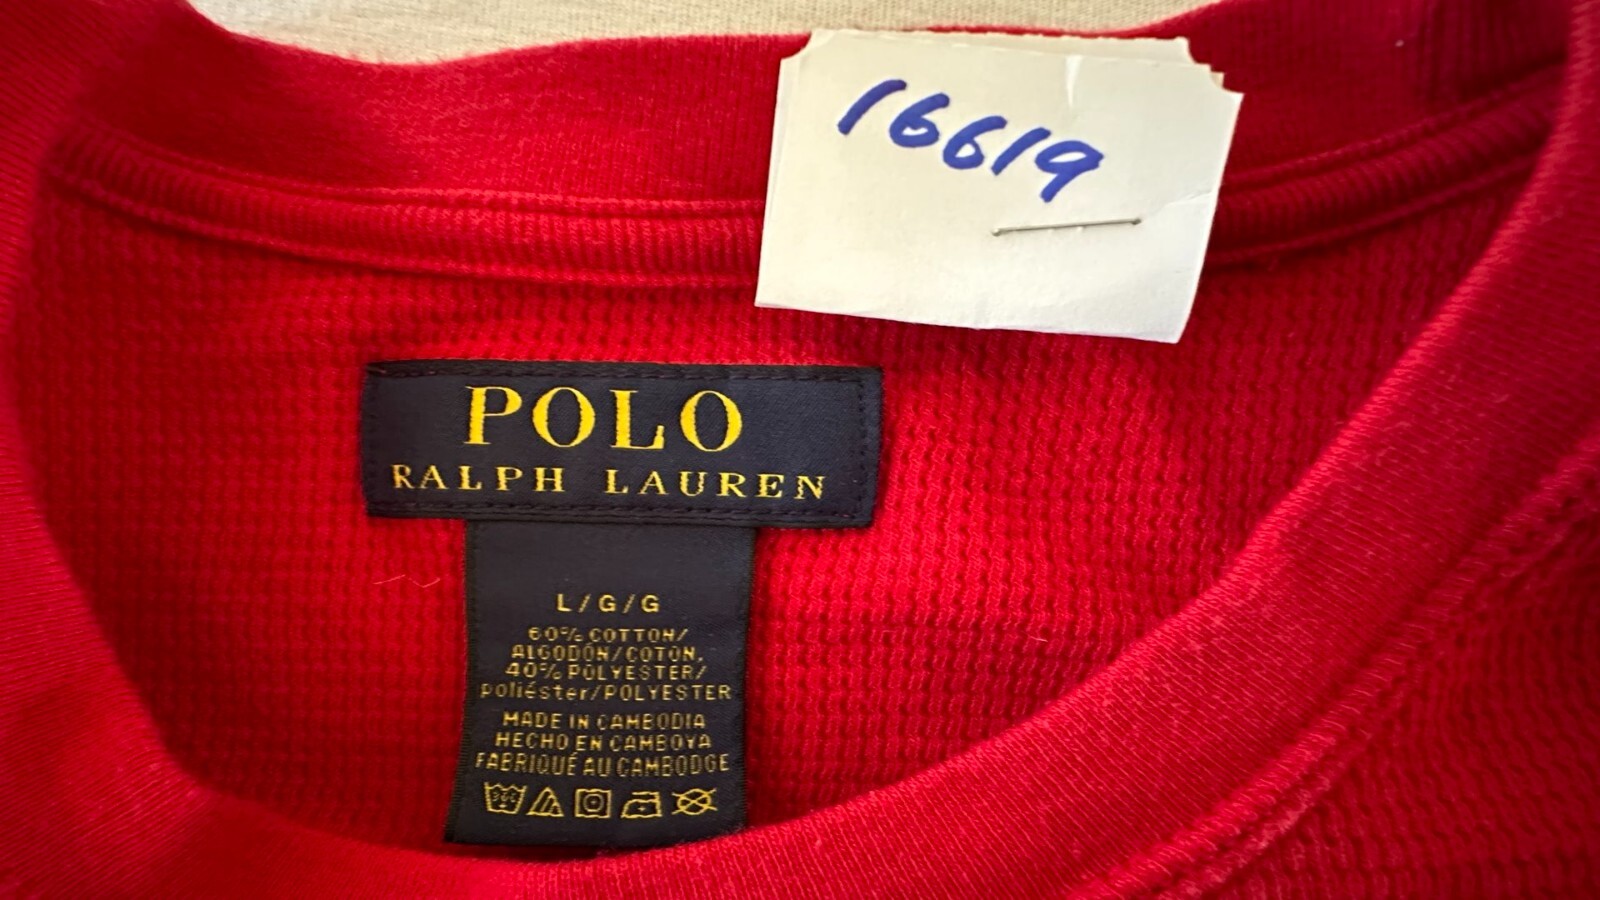 16619
POLO
RALPH LAUREN
L/G/G
60% COTTON/
ALGODÓN/COTON,
40% POLYESTER/
poliéster/POLYESTER
MADE IN CAMBODIA
HECHO EN CAMBOYA
FABRIQUÉ AU CAMBODGE